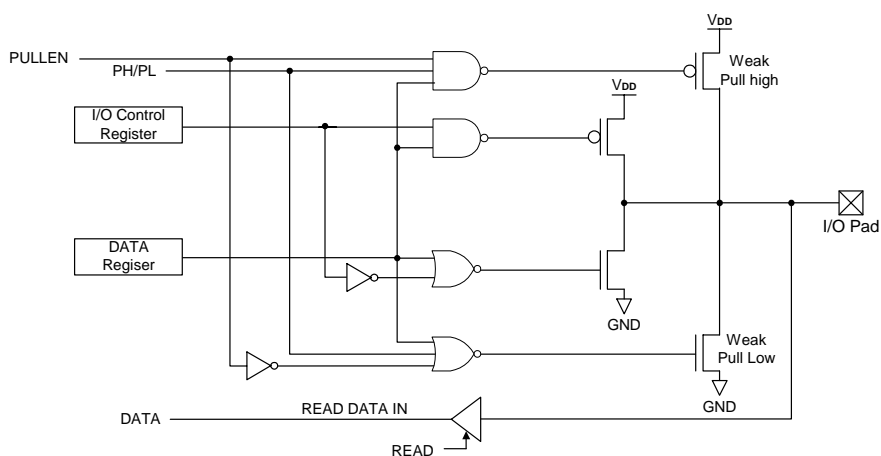 PULLEN
PH/PL
I/O Control
Register
DATA
Regiser
VDD
Weak
Pull high
VDD
I/O Pad
GND
Weak
Pull Low
GND
DATA
READ DATA IN
READ